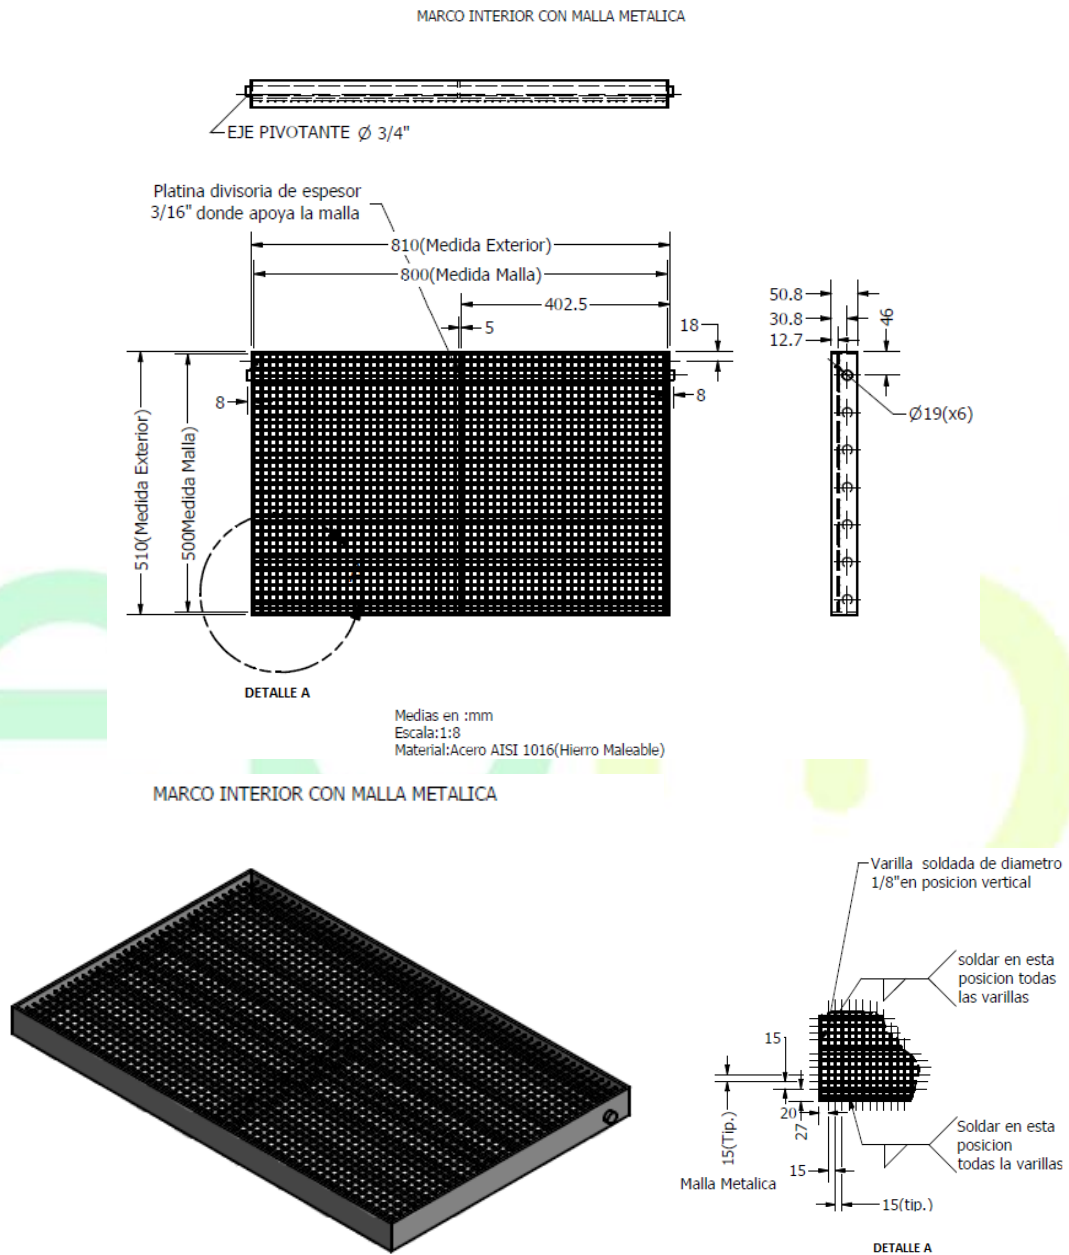 MARCO INTERIOR CON MALLA METALICA
EJE PIVOTANTE Ø 3/4"
Platina divisoria de espesor
3/16" donde apoya la malla
810(Medida Exterior)
800(Medida Malla)
402.5
5
18
8
8
510(Medida Exterior)
500Medida Malla)
50.8
30.8
12.7
46
Ø19(x6)
DETALLE A
Medias en :mm
Escala:1:8
Material:Acero AISI 1016(Hierro Maleable)
MARCO INTERIOR CON MALLA METALICA
Varilla soldada de diametro
1/8"en posicion vertical
soldar en esta
posicion todas
las varillas
15
15(Tip.)
20
27
Malla Metalica
15
15(tip.)
Soldar en esta
posicion
todas la varillas
DETALLE A